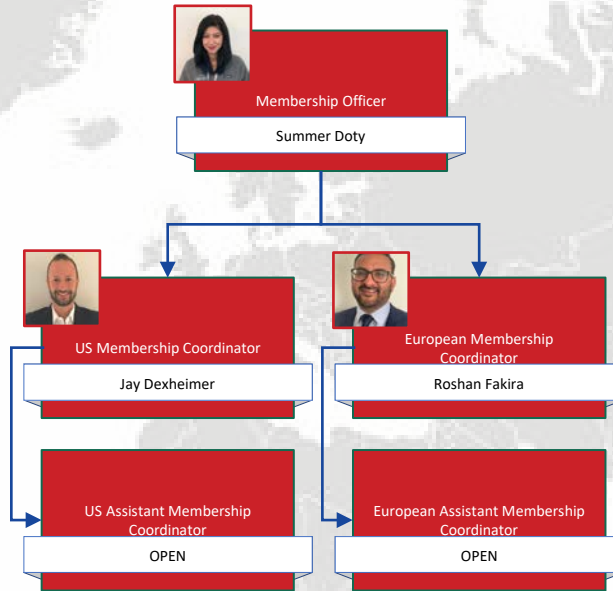 Membership Officer
Summer Doty
US Membership Coordinator
Jay Dexheimer
European Membership
Coordinator
Roshan Fakira
US Assistant Membership
Coordinator
OPEN
European Assistant Membership
Coordinator
OPEN